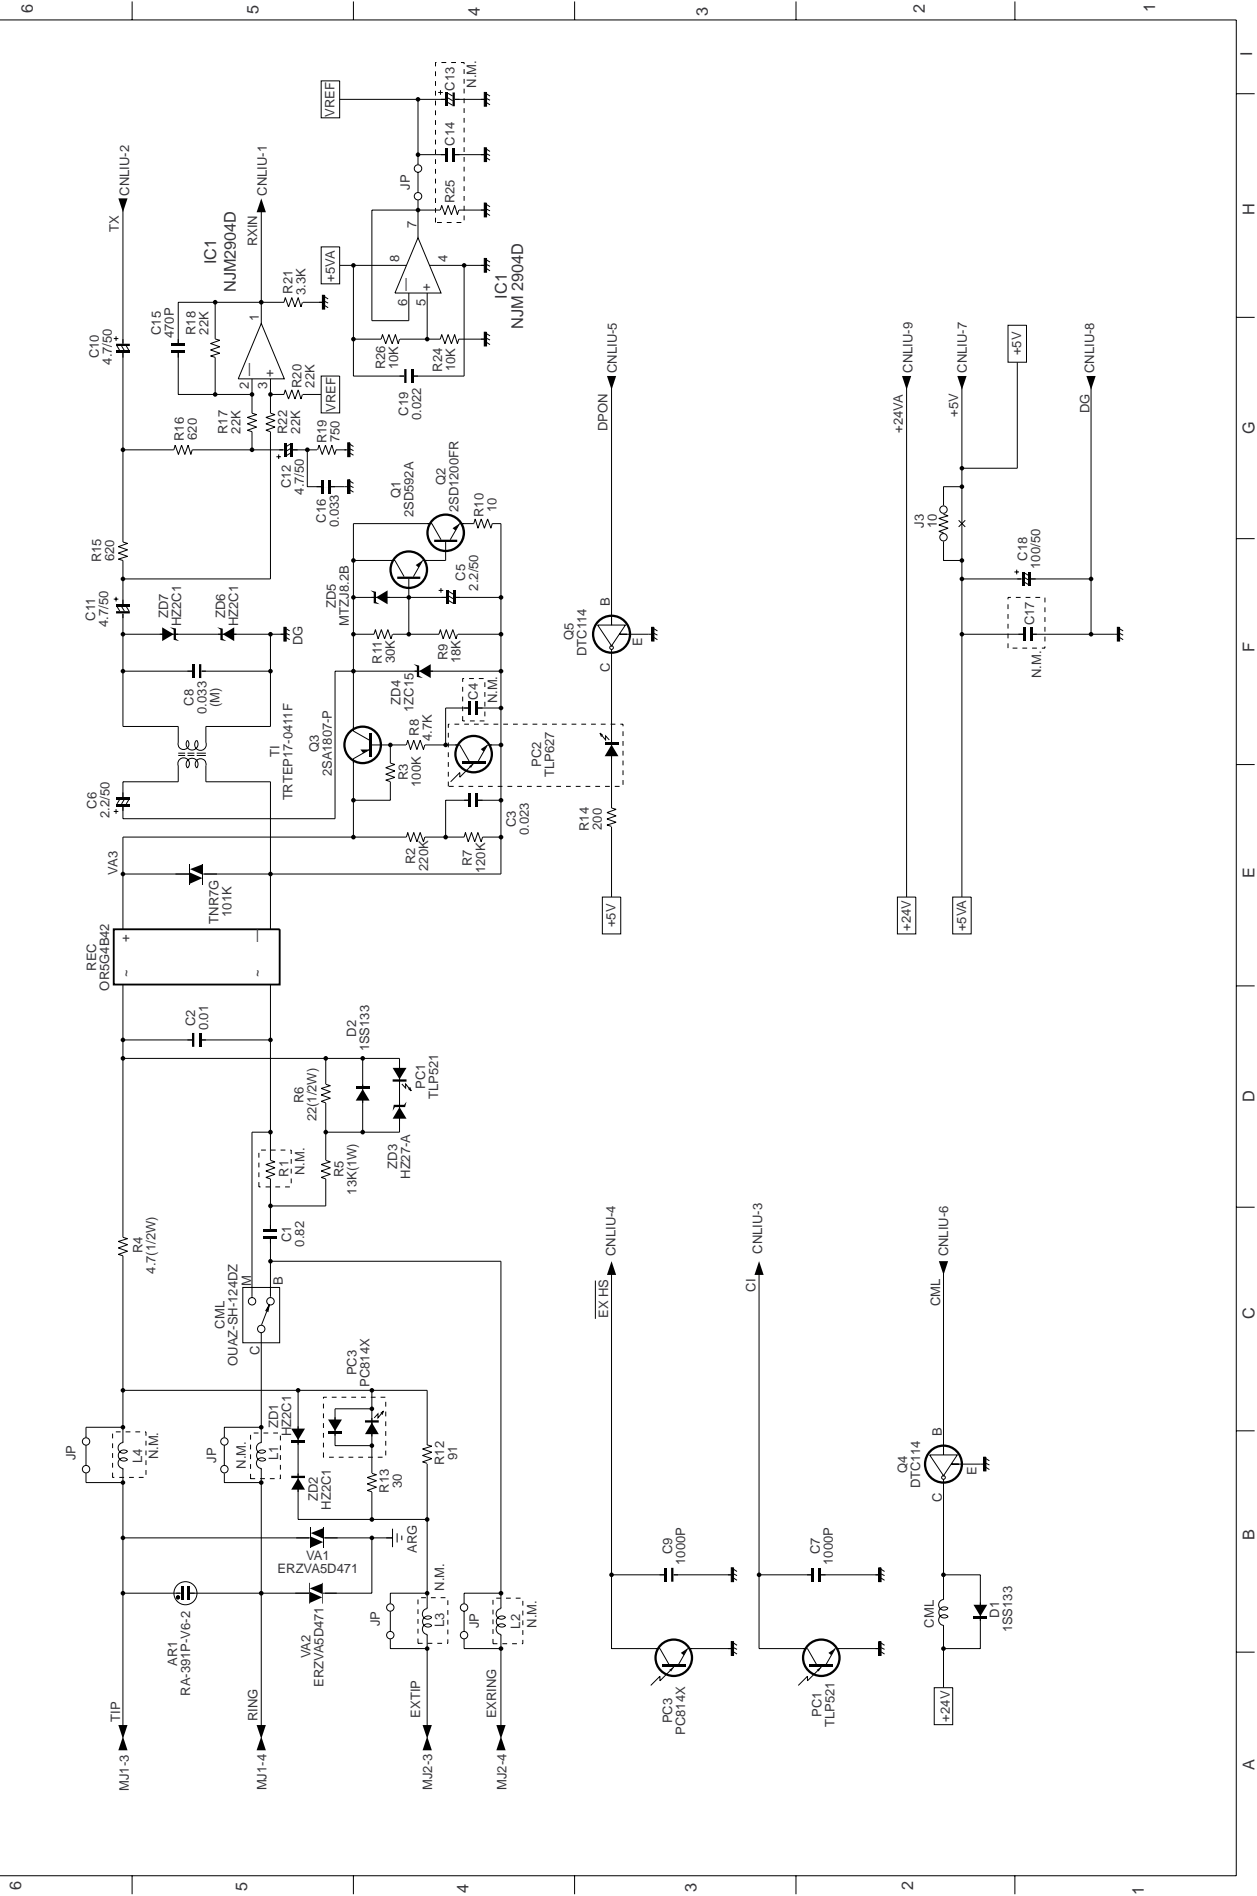 6
5
4
3
2
1
A
B
C
D
E
F
G
H
I
MJ1-3
TIP
AR1
RA-391P-V6-2
MJ1-4
RING
VA2
ERZVA5D471
VA1
ERZVA5D471
ARG
MJ2-3
EXTIP
JP
L3
N.M.
MJ2-4
EXRING
JP
L2
N.M.
JP
L4
N.M.
JP
N.M.
L1
ZD1
HZ2C1
ZD2
HZ2C1
PC3
PC814X
R13
30
R12
91
CML
OUAZ-SH-124DZ
C
M
B
R4
4.7(1/2W)
C1
0.82
R1
N.M.
R5
13K(1W)
R6
22(1/2W)
D2
1SS133
ZD3
HZ27-A
PC1
TLP521
C2
0.01
REC
OR5G4B42
~
+
~
—
VA3
TNR7G
101K
C6
2.2/50
+
TI
TRTEP17-0411F
C8
0.033
(M)
ZD7
HZ2C1
ZD6
HZ2C1
DG
C11
4.7/50
+
R15
620
R16
620
C10
4.7/50
+
TX
CNLIU-2
R17
22K
R22
22K
C12
4.7/50
+
R19
750
C16
0.033
R20
22K
VREF
C15
470P
R18
22K
2
3
—
+
1
IC1
NJM2904D
RXIN
CNLIU-1
R21
3.3K
R2
220K
R7
120K
C3
0.023
Q3
2SA1807-P
R3
100K
R8
4.7K
PC2
TLP627
C4
N.M.
ZD4
1ZC15
R11
30K
R9
18K
ZD5
MTZJ8.2B
C5
2.2/50
+
Q1
2SD592A
Q2
2SD1200FR
R10
10
C19
0.022
R26
10K
R24
10K
+5VA
6
5
—
+
8
4
7
IC1
NJM 2904D
JP
R25
C14
C13
+
N.M.
VREF
+5V
R14
200
Q5
DTC114
C
B
E
DPON
CNLIU-5
PC3
PC814X
C9
1000P
EX HS
CNLIU-4
PC1
TLP521
C7
1000P
CI
CNLIU-3
+24V
CML
D1
1SS133
Q4
DTC114
C
B
E
CML
CNLIU-6
+24V
+24VA
CNLIU-9
+5VA
J3
10
+5V
CNLIU-7
+5V
C17
N.M.
C18
100/50
+
DG
CNLIU-8
6
5
4
3
2
1